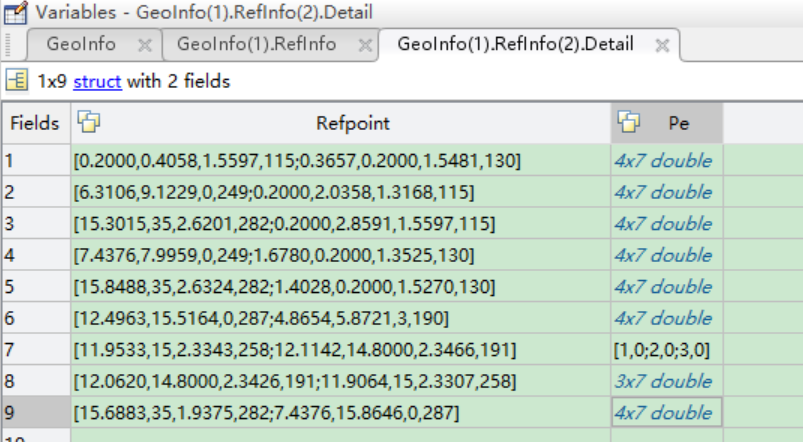 Variables - GeoInfo(1).RefInfo(2).Detail
GeoInfo GeoInfo(1).RefInfo GeoInfo(1).RefInfo(2).Detail
1x9 struct with 2 fields
Fields Refpoint Pe
1 [0.2000,0.4058,1.5597,115;0.3657,0.2000,1.5481,130] 4x7 double
2 [6.3106,9.1229,0,249;0.2000,2.0358,1.3168,115] 4x7 double
3 [15.3015,35,2.6201,282;0.2000,2.8591,1.5597,115] 4x7 double
4 [7.4376,7.9959,0,249;1.6780,0.2000,1.3525,130] 4x7 double
5 [15.8488,35,2.6324,282;1.4028,0.2000,1.5270,130] 4x7 double
6 [12.4963,15.5164,0,287;4.8654,5.8721,3,190] 4x7 double
7 [11.9533,15,2.3343,258;12.1142,14.8000,2.3466,191] [1,0;2,0;3,0]
8 [12.0620,14.8000,2.3426,191;11.9064,15,2.3307,258] 3x7 double
9 [15.6883,35,1.9375,282;7.4376,15.8646,0,287] 4x7 double
10